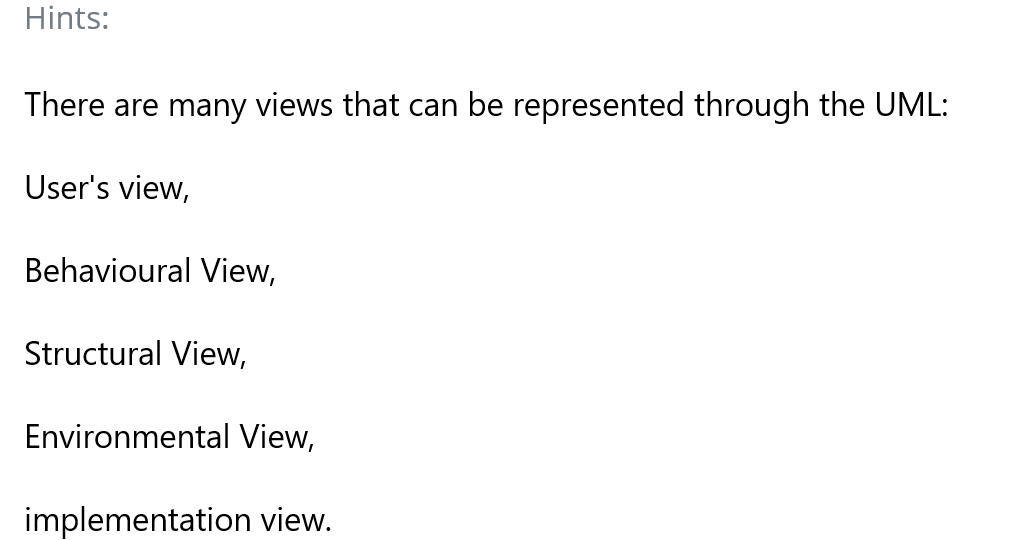 Hints:
There are many views that can be represented through the UML:
User's view,
Behavioural View,
Structural View,
Environmental View,
implementation view.